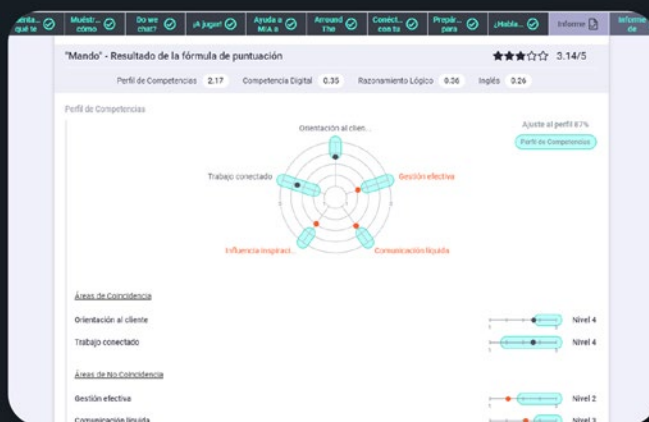 Muéstr... cómo
Do we chat?
¡A jugar!
Ayuda a MIA a
Around The
Conéct... con tu
Prepár... para
¿Habla...
Informe
Informe de
"Mando" - Resultado de la fórmula de puntuación
3.14/5
Perfil de Competencias 2.17 Competencia Digital 0.35 Razonamiento Lógico 0.36 Inglés 0.26
Perfil de Competencias
Ajuste al perfil 87%
Perfil de Competencias
Orientación al clien...
Trabajo conectado
Gestión efectiva
Influencia inspiraci...
Comunicación líquida
Áreas de Coincidencia
Orientación al cliente Nivel 4
Trabajo conectado Nivel 4
Áreas de No Coincidencia
Gestión efectiva Nivel 2
Comunicación líquida Nivel 3